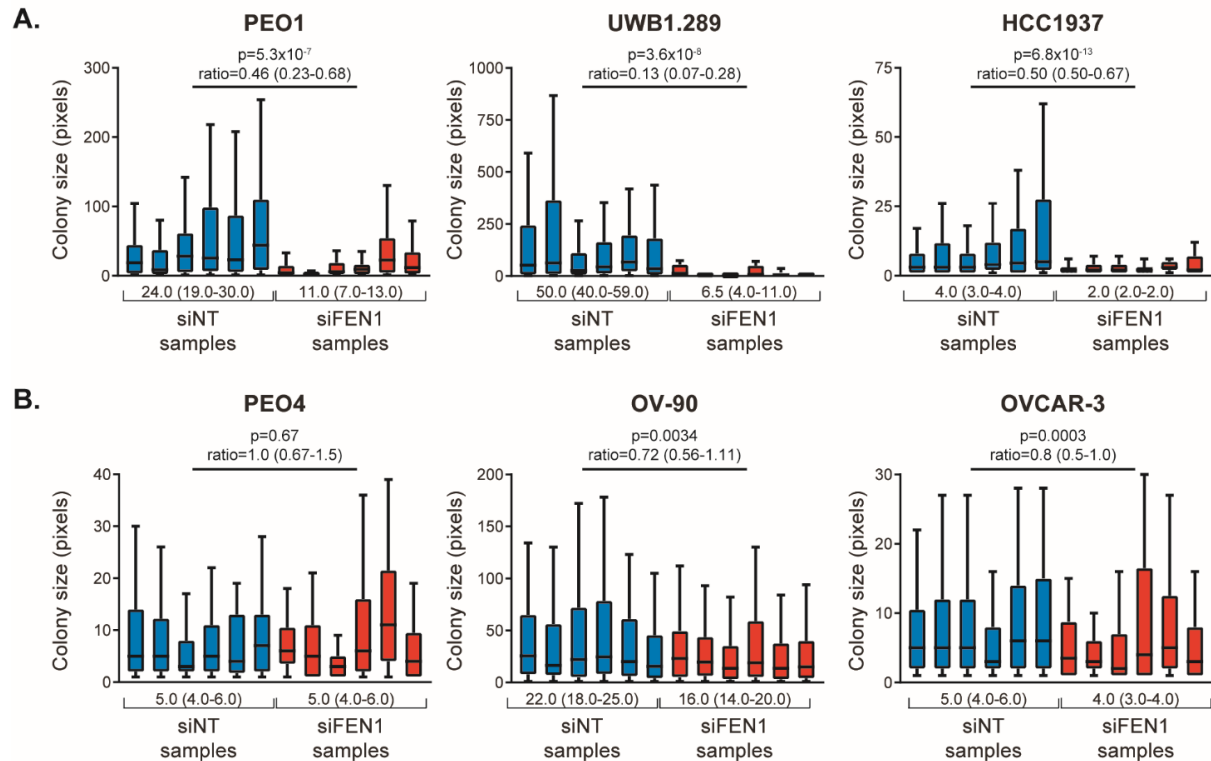 A.
PEO1
p=5.3x10⁻⁷
ratio=0.46 (0.23-0.68)
Colony size (pixels)
300
200
100
0
24.0 (19.0-30.0)
11.0 (7.0-13.0)
siNT
samples
siFEN1
samples
UWB1.289
p=3.6x10⁻⁸
ratio=0.13 (0.07-0.28)
Colony size (pixels)
1000
750
500
250
0
50.0 (40.0-59.0)
6.5 (4.0-11.0)
siNT
samples
siFEN1
samples
HCC1937
p=6.8x10⁻¹³
ratio=0.50 (0.50-0.67)
Colony size (pixels)
75
50
25
0
4.0 (3.0-4.0)
2.0 (2.0-2.0)
siNT
samples
siFEN1
samples
B.
PEO4
p=0.67
ratio=1.0 (0.67-1.5)
Colony size (pixels)
40
30
20
10
0
5.0 (4.0-6.0)
5.0 (4.0-6.0)
siNT
samples
siFEN1
samples
OV-90
p=0.0034
ratio=0.72 (0.56-1.11)
Colony size (pixels)
200
150
100
50
0
22.0 (18.0-25.0)
16.0 (14.0-20.0)
siNT
samples
siFEN1
samples
OVCAR-3
p=0.0003
ratio=0.8 (0.5-1.0)
Colony size (pixels)
30
20
10
0
5.0 (4.0-6.0)
4.0 (3.0-4.0)
siNT
samples
siFEN1
samples